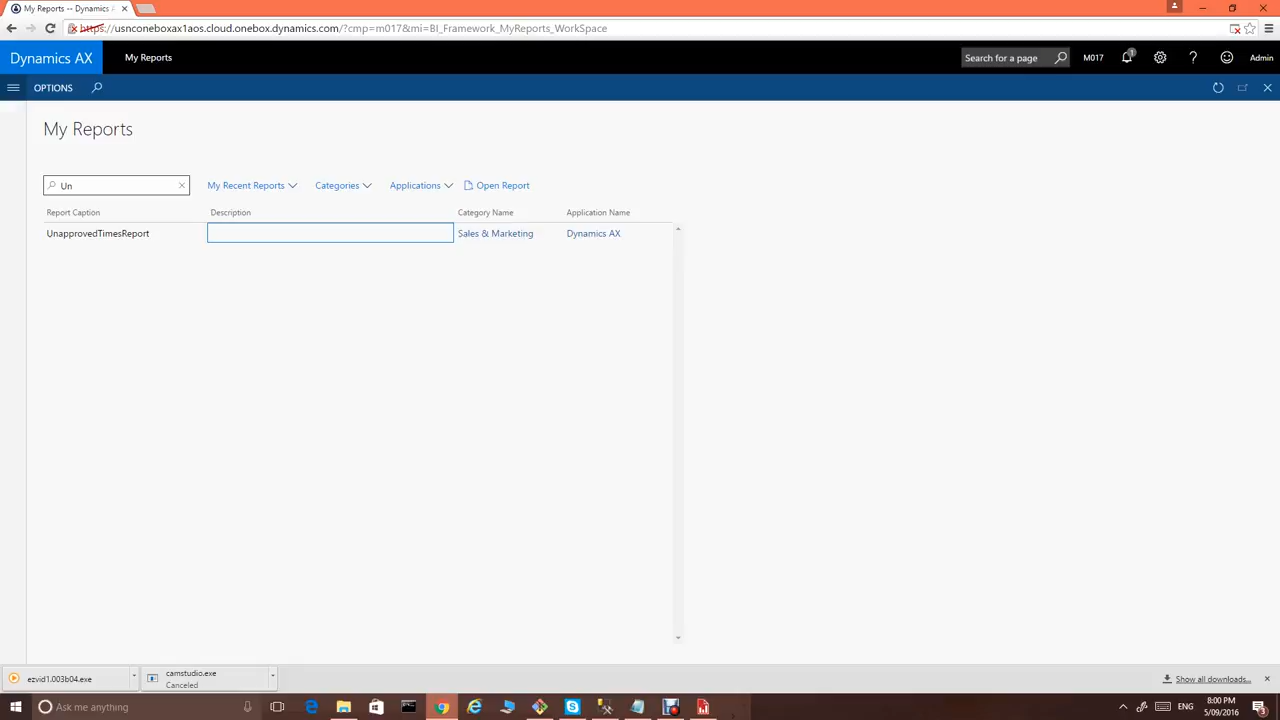 My Reports -- Dynamics A
https://usnconeboxax1aos.cloud.onebox.dynamics.com/?cmp=m017&mi=BI_Framework_MyReports_WorkSpace
Dynamics AX My Reports Search for a page M017 1 ? Admin
OPTIONS
My Reports
Un My Recent Reports Categories Applications Open Report
Report Caption Description Category Name Application Name
UnapprovedTimesReport Sales & Marketing Dynamics AX
ezvid1.003b04.exe camstudio.exe Show all downloads...
Canceled
Ask me anything ENG 8:00 PM
5/09/2016 3